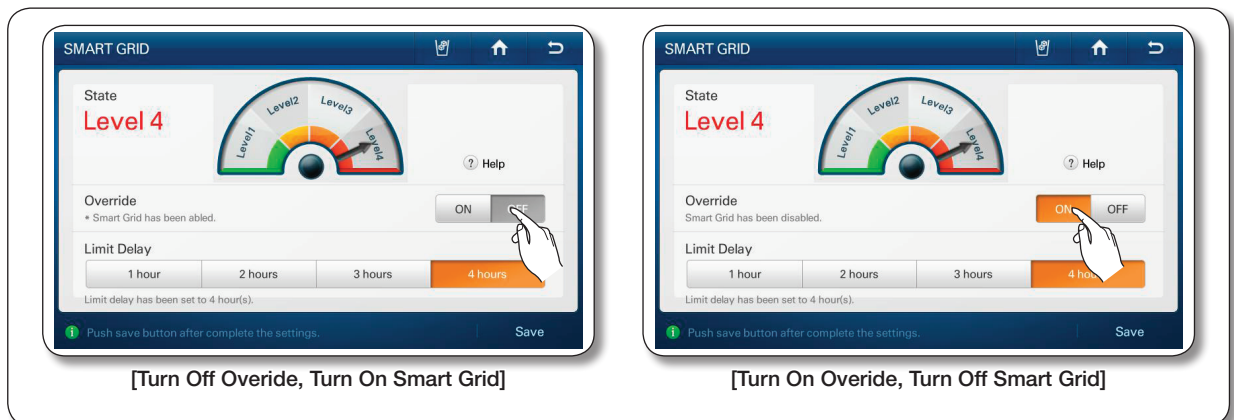 SMART GRID
State
Level 4
Level1
Level2
Level3
Level4
? Help
Override
* Smart Grid has been abled.
ON OFF
Limit Delay
1 hour 2 hours 3 hours 4 hours
Limit delay has been set to 4 hour(s).
i Push save button after complete the settings. Save
[Turn Off Overide, Turn On Smart Grid]
SMART GRID
State
Level 4
Level1
Level2
Level3
Level4
? Help
Override
Smart Grid has been disabled.
ON OFF
Limit Delay
1 hour 2 hours 3 hours 4 hours
Limit delay has been set to 4 hour(s).
i Push save button after complete the settings. Save
[Turn On Overide, Turn Off Smart Grid]